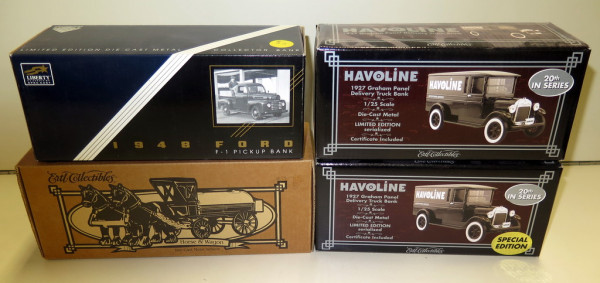 LIMITED EDITION DIE CAST METAL COLLECTOR BANK
LIBERTY
1948 FORD
F-1 PICKUP BANK
HAVOLINE
1927 Graham Panel
Delivery Truck Bank
1/25 Scale
Die-Cast Metal
LIMITED EDITION
serialized
Certificate Included
HAVOLINE
20th
IN SERIES
Ertl Collectibles
Ertl Collectibles
Horse & Wagon
HAVOLINE
1927 Graham Panel
Delivery Truck Bank
1/25 Scale
Die-Cast Metal
LIMITED EDITION
serialized
Certificate Included
HAVOLINE
20th
IN SERIES
SPECIAL
EDITION
Ertl Collectibles